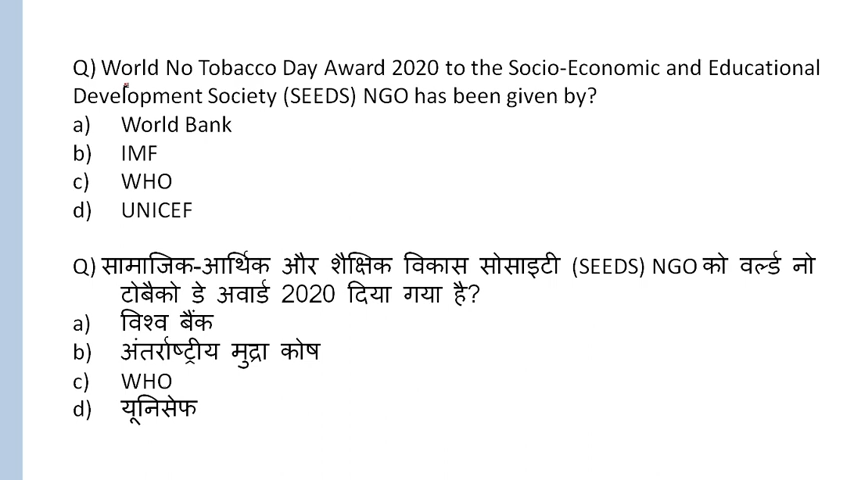 Q) World No Tobacco Day Award 2020 to the Socio-Economic and Educational
Development Society (SEEDS) NGO has been given by?
a) World Bank
b) IMF
c) WHO
d) UNICEF
Q) सामाजिक-आर्थिक और शैक्षिक विकास सोसाइटी (SEEDS) NGO को वर्ल्ड नो
टोबैको डे अवार्ड 2020 दिया गया है?
a) विश्व बैंक
b) अंतर्राष्ट्रीय मुद्रा कोष
c) WHO
d) यूनिसेफ